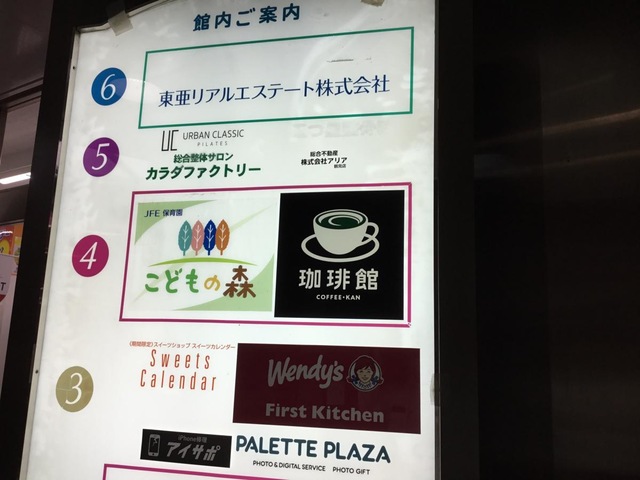 館内ご案内
6
東亜リアルエステート株式会社
UC URBAN CLASSIC
PILATES
5
総合整体サロン
カラダファクトリー
総合不動産
株式会社アリア
4
JFE 保育園
こどもの森
珈琲館
COFFEE-KAN
3
《期間限定》スイーツショップ スイーツカレンダー
Sweets
Calendar
Wendy's
First Kitchen
iPhone修理
アイサポ
PALETTE PLAZA
PHOTO & DIGITAL SERVICE PHOTO GIFT